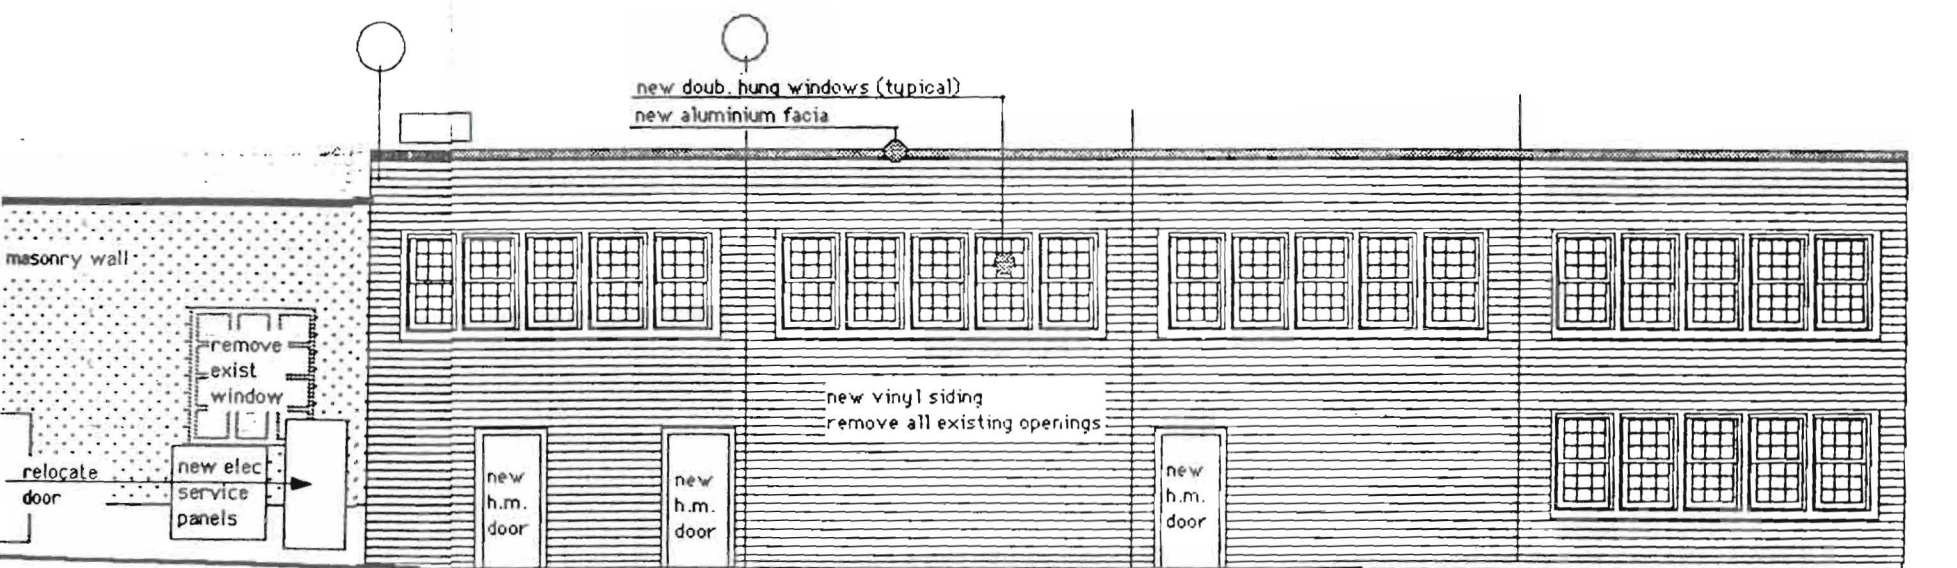 new doub. hung windows (typical)
new aluminium facia
masonry wall
remove
exist
window
new vinyl siding
remove all existing openings
relocate
door
new elec
service
panels
new
h.m.
door
new
h.m.
door
new
h.m.
door